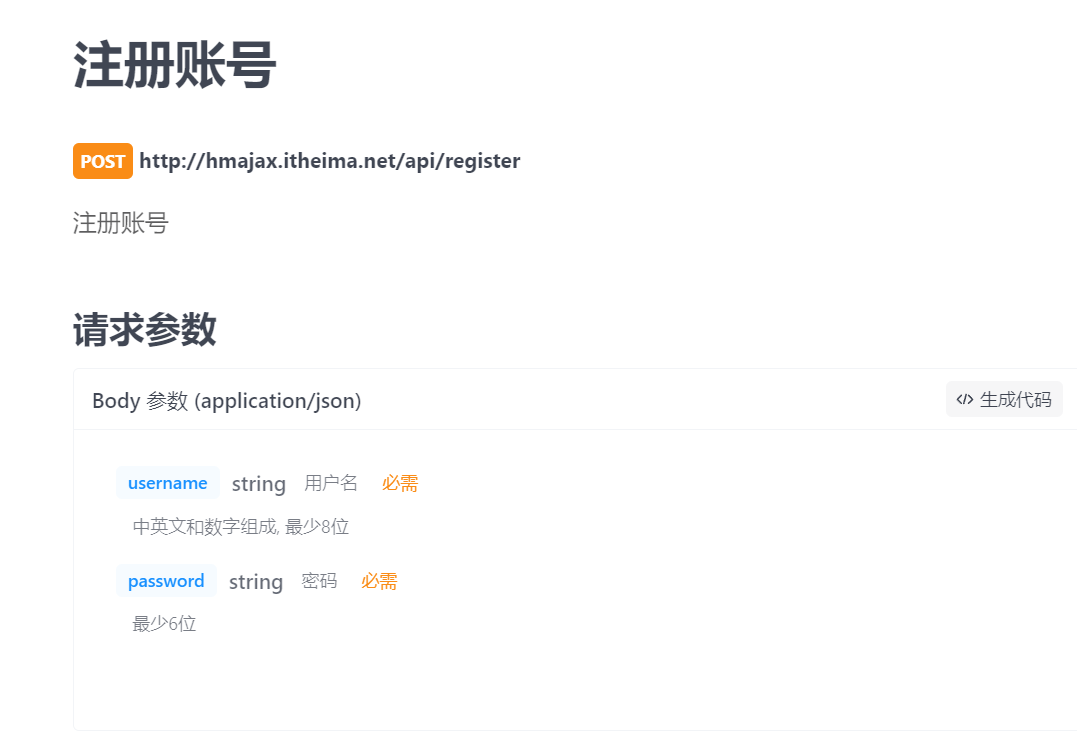 注册账号
POST http://hmajax.itheima.net/api/register
注册账号
请求参数
Body 参数 (application/json)
</> 生成代码
username string 用户名 必需
中英文和数字组成, 最少8位
password string 密码 必需
最少6位